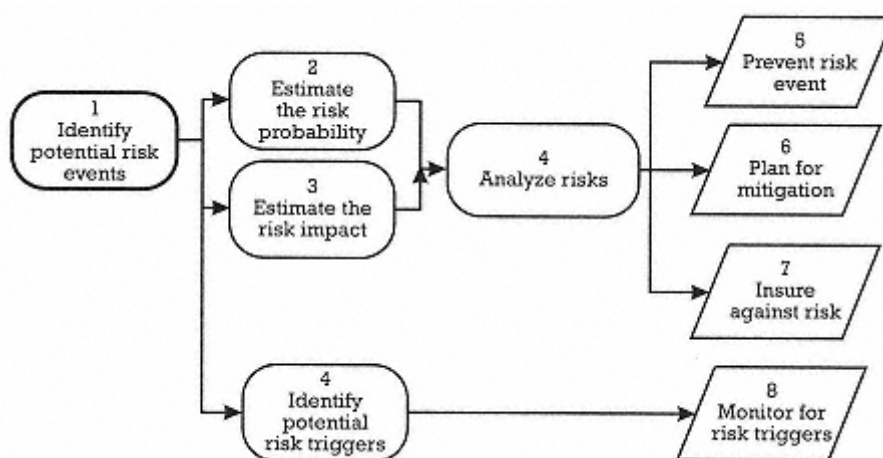 1
Identify
potential risk
events
2
Estimate
the risk
probability
3
Estimate the
risk impact
4
Analyze risks
5
Prevent risk
event
6
Plan for
mitigation
7
Insure
against risk
4
Identify
potential
risk triggers
8
Monitor for
risk triggers